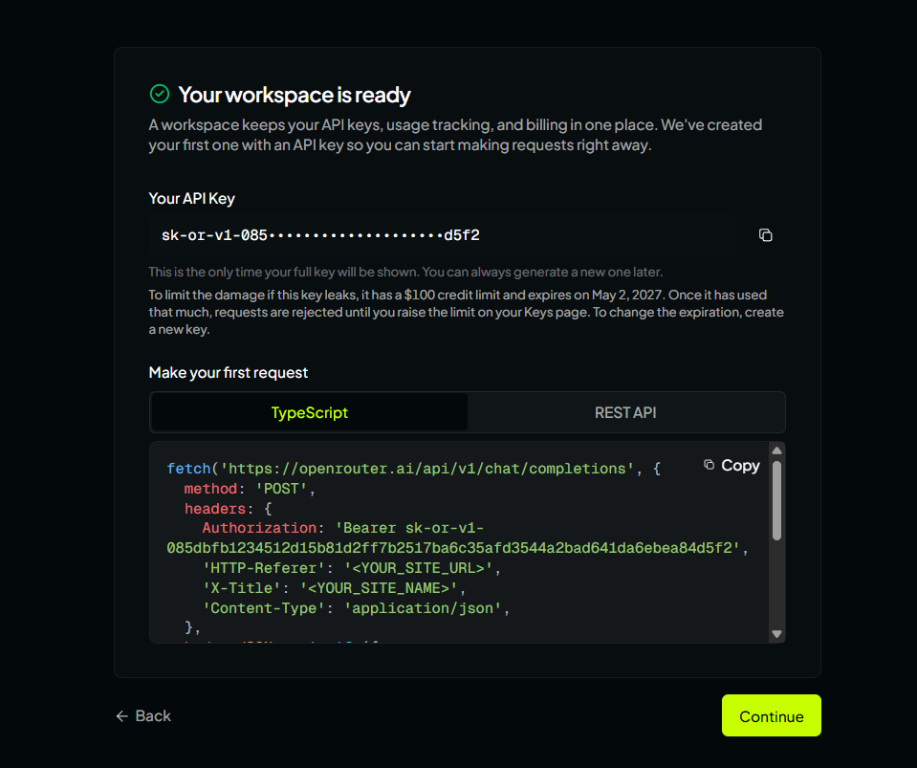 Your workspace is ready
A workspace keeps your API keys, usage tracking, and billing in one place. We've created
your first one with an API key so you can start making requests right away.
Your API Key
sk-or-v1-085••••••••••••••••••••d5f2
This is the only time your full key will be shown. You can always generate a new one later.
To limit the damage if this key leaks, it has a $100 credit limit and expires on May 2, 2027. Once it has used
that much, requests are rejected until you raise the limit on your Keys page. To change the expiration, create
a new key.
Make your first request
TypeScript REST API
Copy
fetch('https://openrouter.ai/api/v1/chat/completions', {
method: 'POST',
headers: {
Authorization: 'Bearer sk-or-v1-
085dbfb1234512d15b81d2ff7b2517ba6c35afd3544a2bad641da6ebea84d5f2',
'HTTP-Referer': '<YOUR_SITE_URL>',
'X-Title': '<YOUR_SITE_NAME>',
'Content-Type': 'application/json',
},
Back
Continue